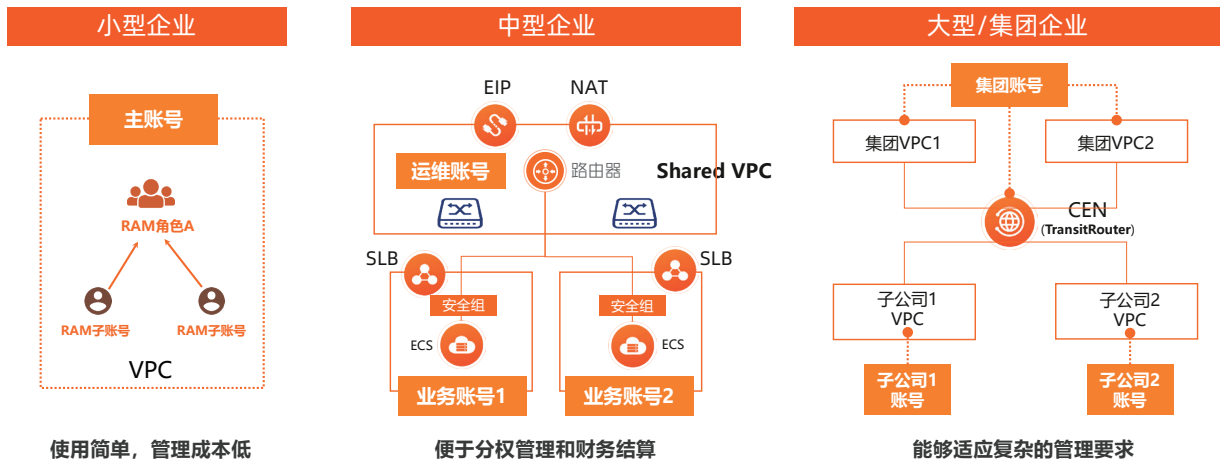 小型企业
主账号
RAM角色A
RAM子账号
RAM子账号
VPC
使用简单，管理成本低
中型企业
EIP
NAT
运维账号
路由器
Shared VPC
SLB
SLB
安全组
安全组
ECS
ECS
业务账号1
业务账号2
便于分权管理和财务结算
大型/集团企业
集团账号
集团VPC1
集团VPC2
CEN
(TransitRouter)
子公司1
VPC
子公司2
VPC
子公司1
账号
子公司2
账号
能够适应复杂的管理要求